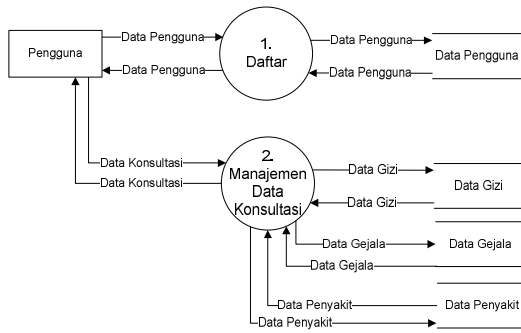 Pengguna
Data Pengguna
Data Pengguna
1.
Daftar
Data Pengguna
Data Pengguna
Data Pengguna
Data Konsultasi
Data Konsultasi
2.
Manajemen
Data
Konsultasi
Data Gizi
Data Gizi
Data Gizi
Data Gejala
Data Gejala
Data Gejala
Data Penyakit
Data Penyakit
Data Penyakit